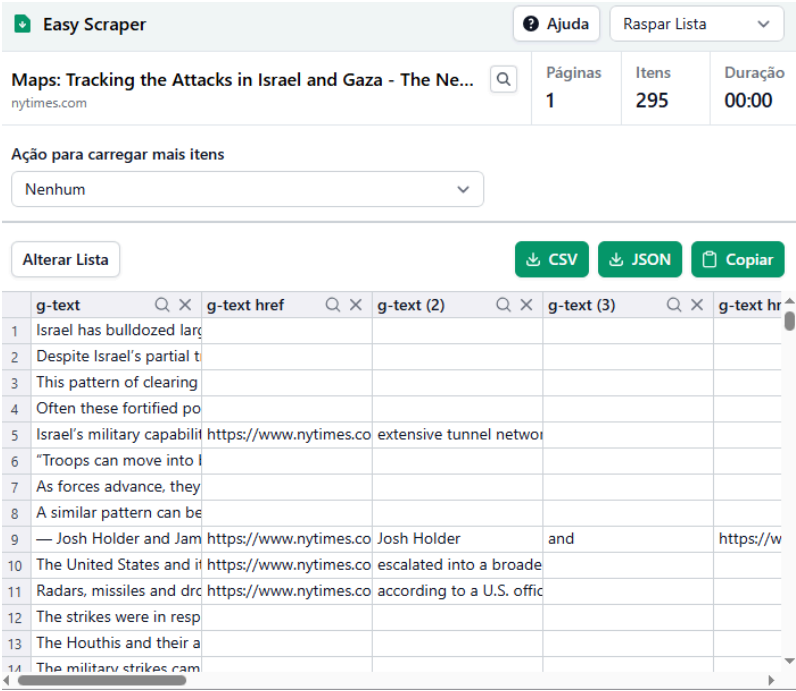 Easy Scraper
Ajuda
Raspar Lista
Maps: Tracking the Attacks in Israel and Gaza - The Ne...
nytimes.com
Páginas
1
Itens
295
Duração
00:00
Ação para carregar mais itens
Nenhum
Alterar Lista
CSV
JSON
Copiar
g-text g-text href g-text (2) g-text (3) g-text hr
1 Israel has bulldozed larg
2 Despite Israel's partial t
3 This pattern of clearing
4 Often these fortified po
5 Israel's military capabilit https://www.nytimes.co extensive tunnel networ
6 "Troops can move into
7 As forces advance, they
8 A similar pattern can be
9 — Josh Holder and Jam https://www.nytimes.co Josh Holder and https://w
10 The United States and it https://www.nytimes.co escalated into a broade
11 Radars, missiles and dro https://www.nytimes.co according to a U.S. offic
12 The strikes were in resp
13 The Houthis and their a
14 The military strikes cam